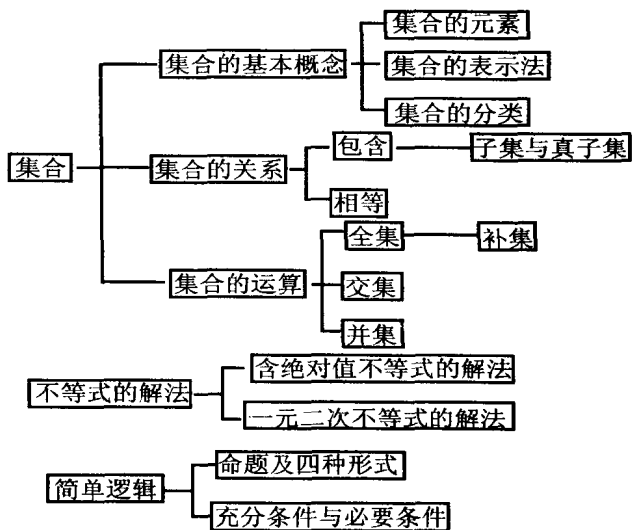 集合的元素
集合的基本概念
集合的表示法
集合的分类
集合
集合的关系
包含
子集与真子集
相等
集合的运算
全集
补集
交集
并集
不等式的解法
含绝对值不等式的解法
一元二次不等式的解法
简单逻辑
命题及四种形式
充分条件与必要条件